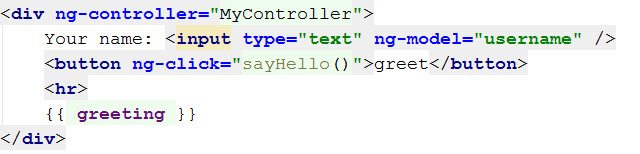 <div ng-controller="MyController">
    Your name: <input type="text" ng-model="username" />
    <button ng-click="sayHello()">greet</button>
    <hr>
    {{ greeting }}
</div>